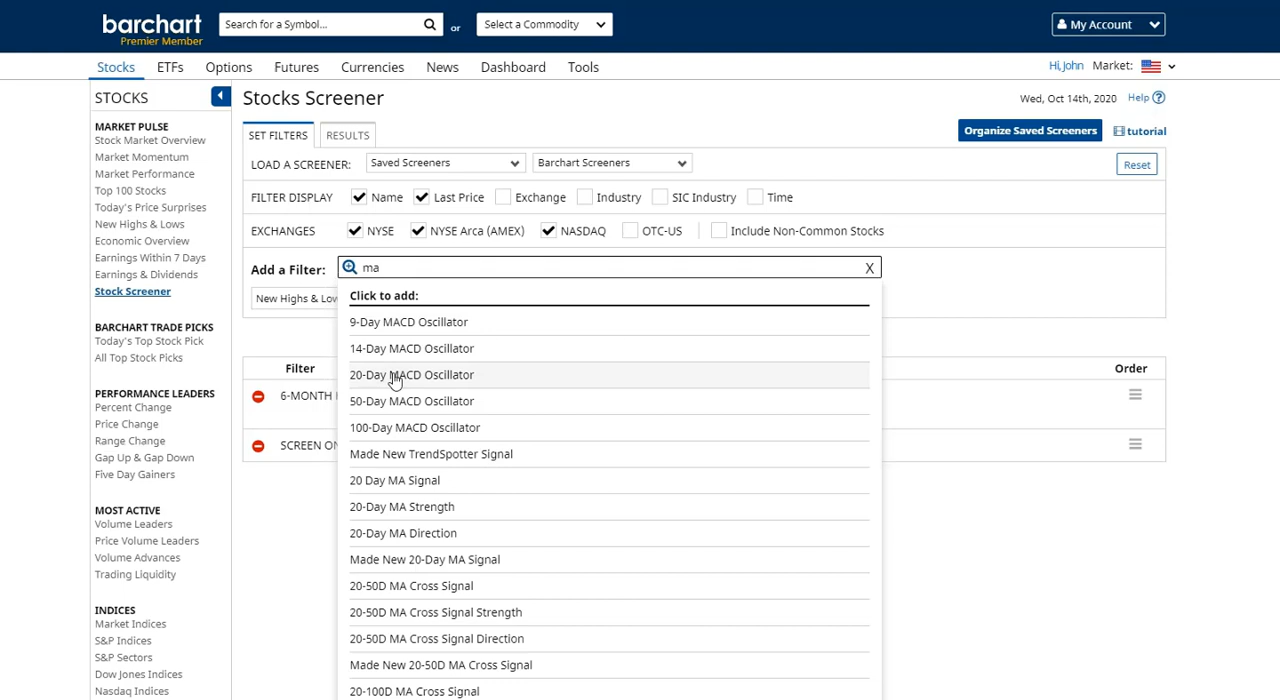 barchart
Premier Member
Search for a Symbol...
or
Select a Commodity
My Account
Stocks
ETFs
Options
Futures
Currencies
News
Dashboard
Tools
Hi, John
Market:
STOCKS
MARKET PULSE
Stock Market Overview
Market Momentum
Market Performance
Top 100 Stocks
Today's Price Surprises
New Highs & Lows
Economic Overview
Earnings Within 7 Days
Earnings & Dividends
Stock Screener
BARCHART TRADE PICKS
Today's Top Stock Pick
All Top Stock Picks
PERFORMANCE LEADERS
Percent Change
Price Change
Range Change
Gap Up & Gap Down
Five Day Gainers
MOST ACTIVE
Volume Leaders
Price Volume Leaders
Volume Advances
Trading Liquidity
INDICES
Market Indices
S&P Indices
S&P Sectors
Dow Jones Indices
Nasdaq Indices
Stocks Screener
Wed, Oct 14th, 2020
Help
SET FILTERS
RESULTS
Organize Saved Screeners
tutorial
LOAD A SCREENER:
Saved Screeners
Barchart Screeners
Reset
FILTER DISPLAY
Name
Last Price
Exchange
Industry
SIC Industry
Time
EXCHANGES
NYSE
NYSE Arca (AMEX)
NASDAQ
OTC-US
Include Non-Common Stocks
Add a Filter:
ma
X
New Highs & Low
Click to add:
9-Day MACD Oscillator
14-Day MACD Oscillator
20-Day MACD Oscillator
50-Day MACD Oscillator
100-Day MACD Oscillator
Made New TrendSpotter Signal
20 Day MA Signal
20-Day MA Strength
20-Day MA Direction
Made New 20-Day MA Signal
20-50D MA Cross Signal
20-50D MA Cross Signal Strength
20-50D MA Cross Signal Direction
Made New 20-50D MA Cross Signal
20-100D MA Cross Signal
Filter
Order
6-MONTH
SCREEN ON